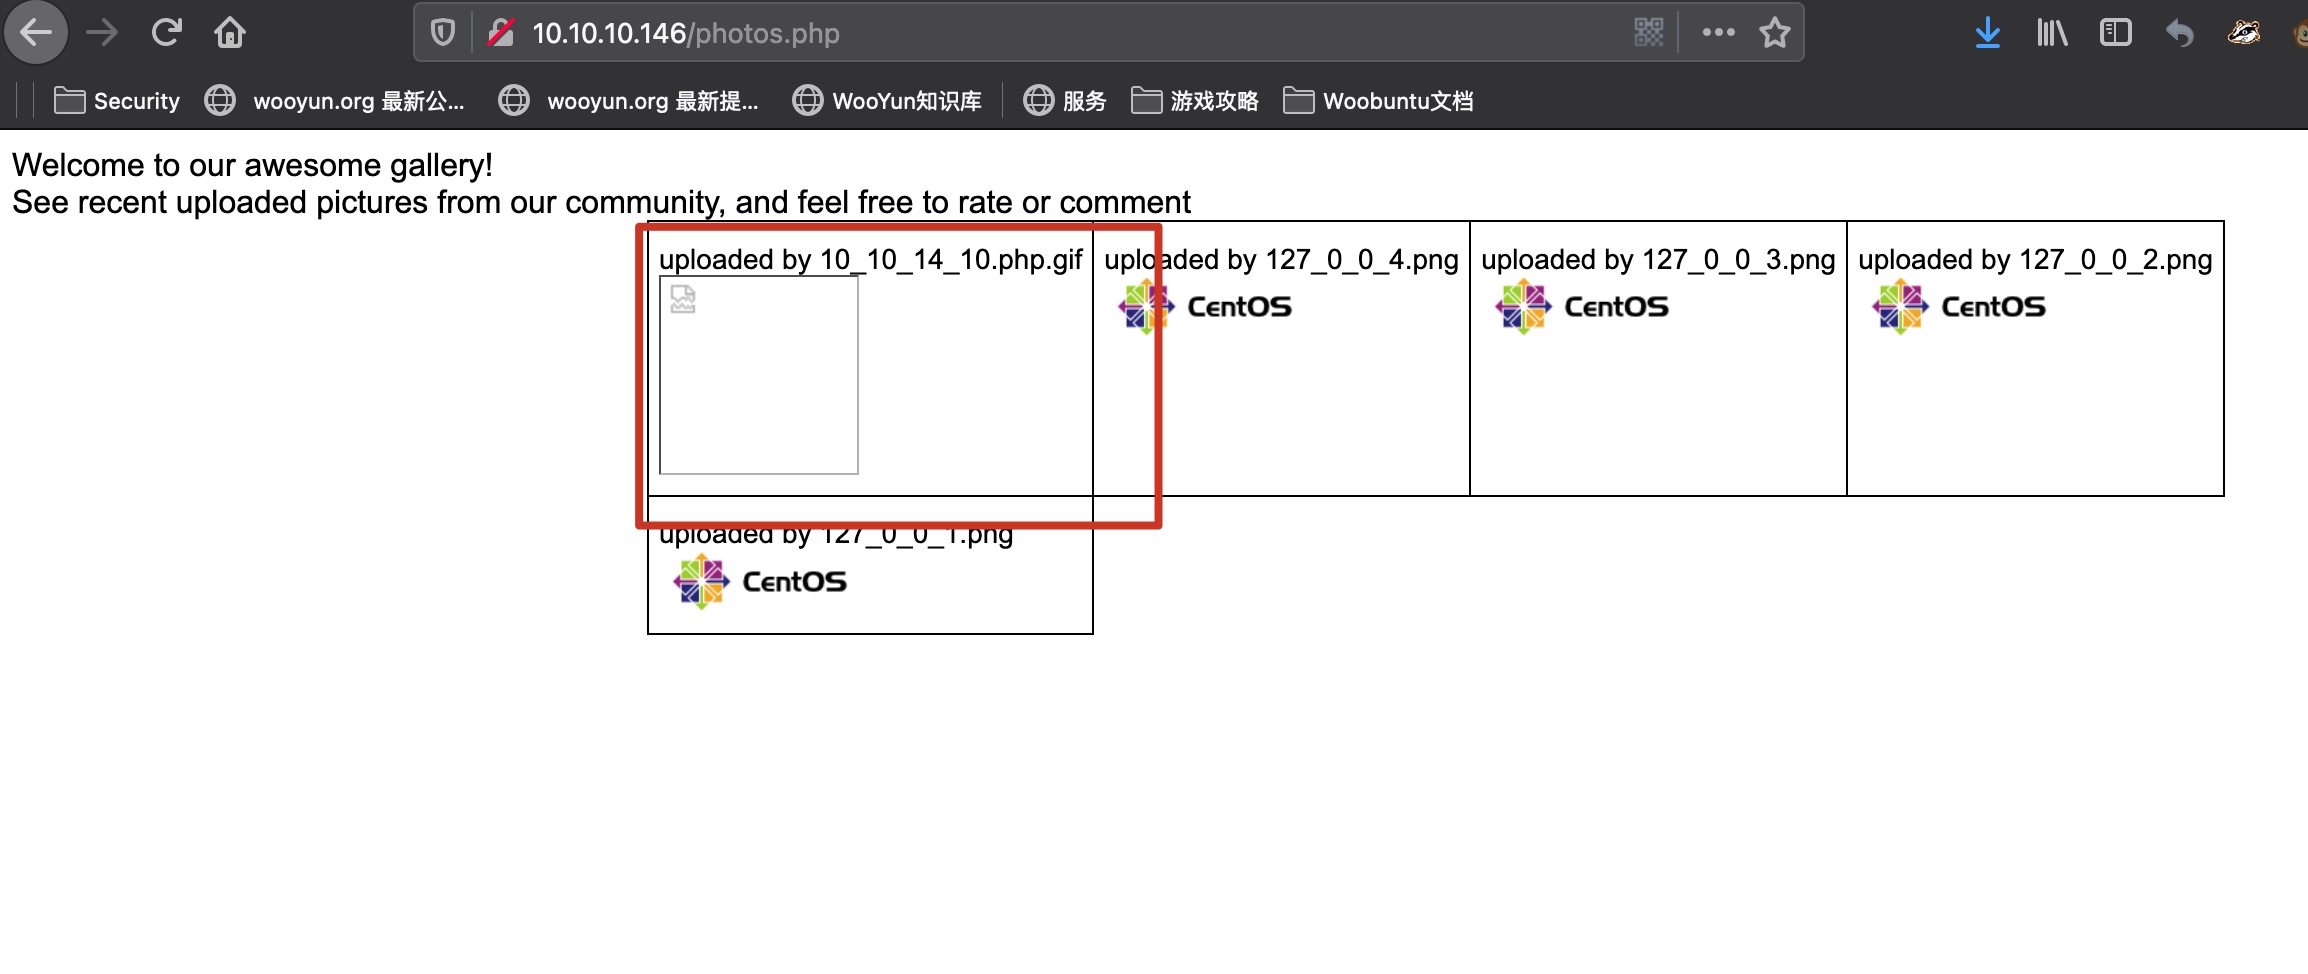 10.10.10.146/photos.php
Security wooyun.org 最新公... wooyun.org 最新提... WooYun知识库 服务 游戏攻略 Woobuntu文档
Welcome to our awesome gallery!
See recent uploaded pictures from our community, and feel free to rate or comment
uploaded by 10_10_14_10.php.gif uploaded by 127_0_0_4.png uploaded by 127_0_0_3.png uploaded by 127_0_0_2.png
CentOS CentOS CentOS
uploaded by 127_0_0_1.png
CentOS